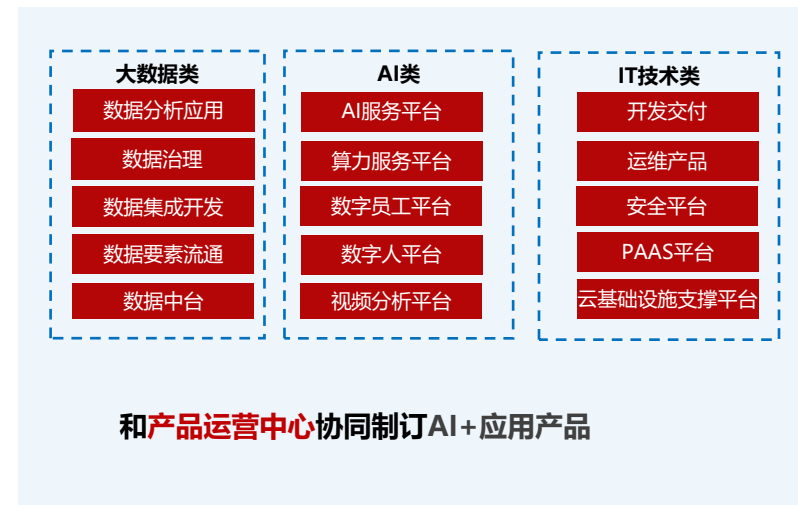 大数据类
数据分析应用
数据治理
数据集成开发
数据要素流通
数据中台
AI类
AI服务平台
算力服务平台
数字员工平台
数字人平台
视频分析平台
IT技术类
开发交付
运维产品
安全平台
PAAS平台
云基础设施支撑平台
和产品运营中心协同制订AI+应用产品